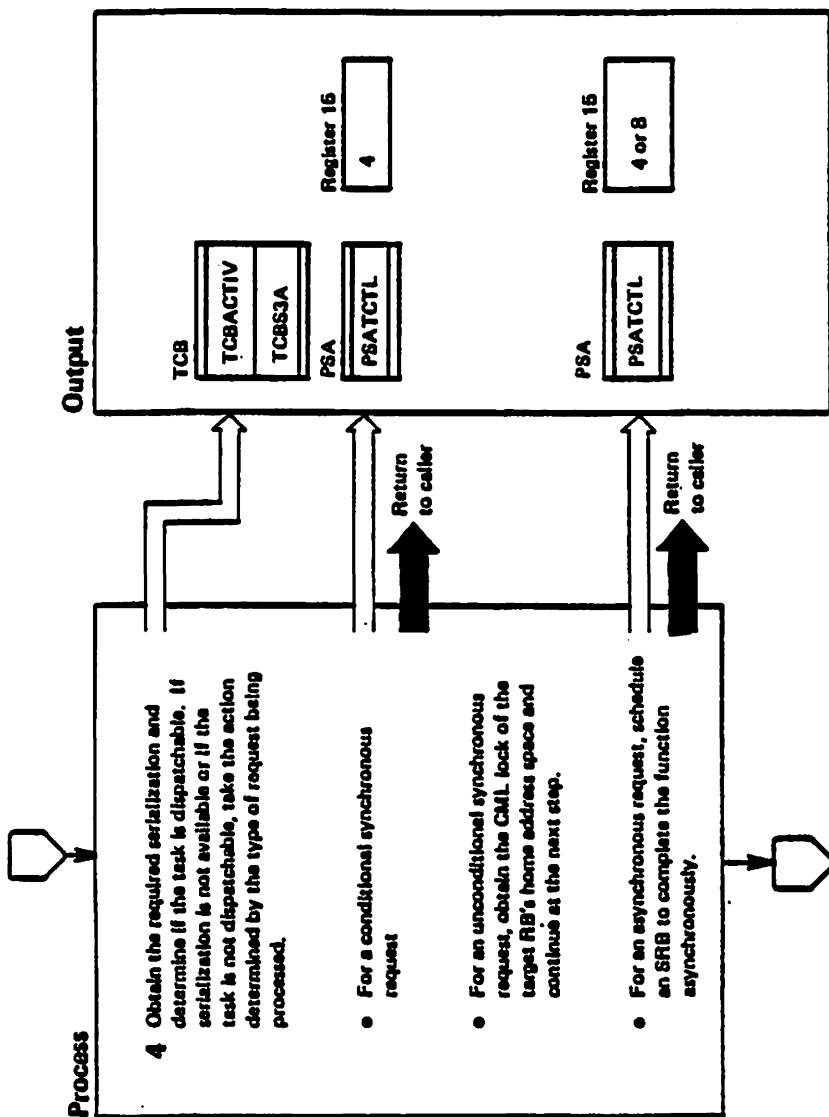 Process
4 Obtain the required serialization and
determine if the task is dispatchable. If
serialization is not available or if the
task is not dispatchable, take the action
determined by the type of request being
processed.
• For a conditional synchronous
request
Return
to caller
• For an unconditional synchronous
request, obtain the CML lock of the
target RB's home address space and
continue at the next step.
• For an asynchronous request, schedule
an SRB to complete the function
asynchronously.
Return
to caller
Output
TCB
TCBACTIV
TCBS3A
PSA
PSATCTL
Register 15
4
PSA
PSATCTL
Register 15
4 or 8